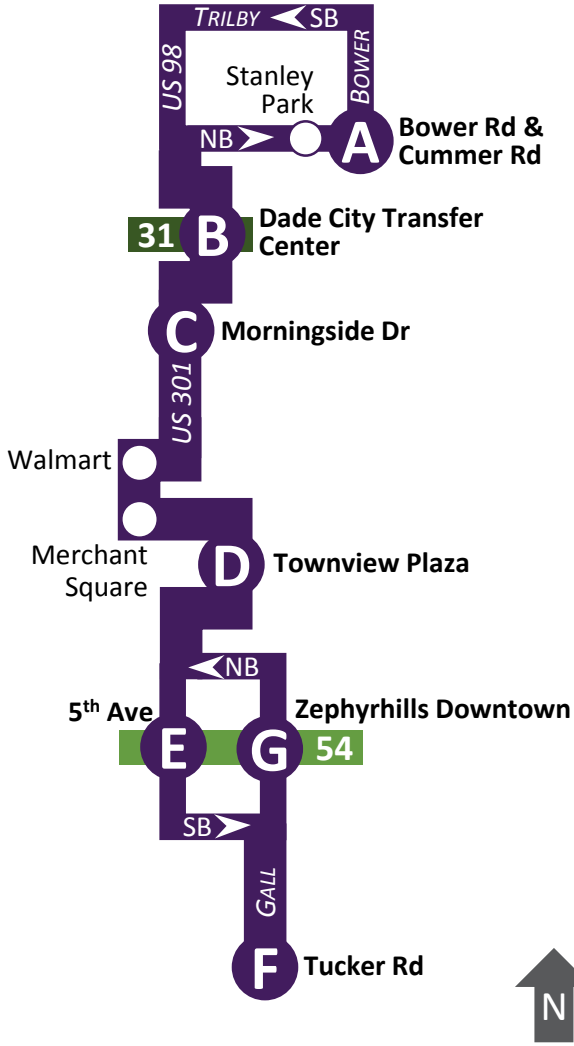 TRILBY SB
US 98
BOWER
Stanley
Park
NB
A
Bower Rd &
Cummer Rd
31
B
Dade City Transfer
Center
C
Morningside Dr
US 301
Walmart
Merchant
Square
D
Townview Plaza
NB
5th Ave
Zephyrhills Downtown
E
G
54
SB
GALL
F
Tucker Rd
N